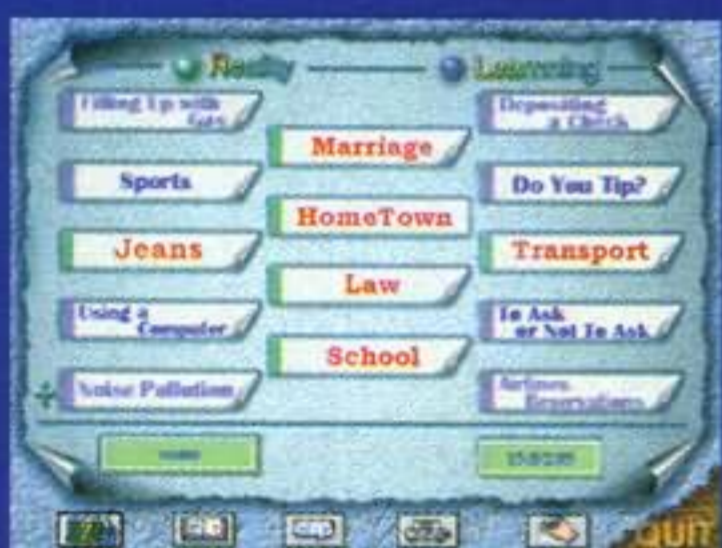 Ready
Learning
Filling Up with
Gas
Sports
Jeans
Using a
Computer
Noise Pollution
Marriage
HomeTown
Law
School
Depositing
a Check
Do You Tip?
Transport
To Ask
or Not To Ask
Airlines
Reservations
QUIT